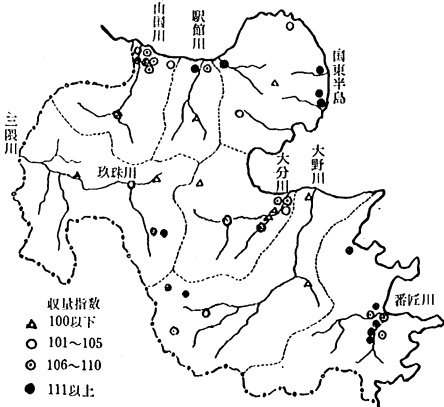 山国川
駅館川
国東半島
三隈川
玖珠川
大分川
大野川
番匠川
収量指数
100以下
101～105
106～110
111以上